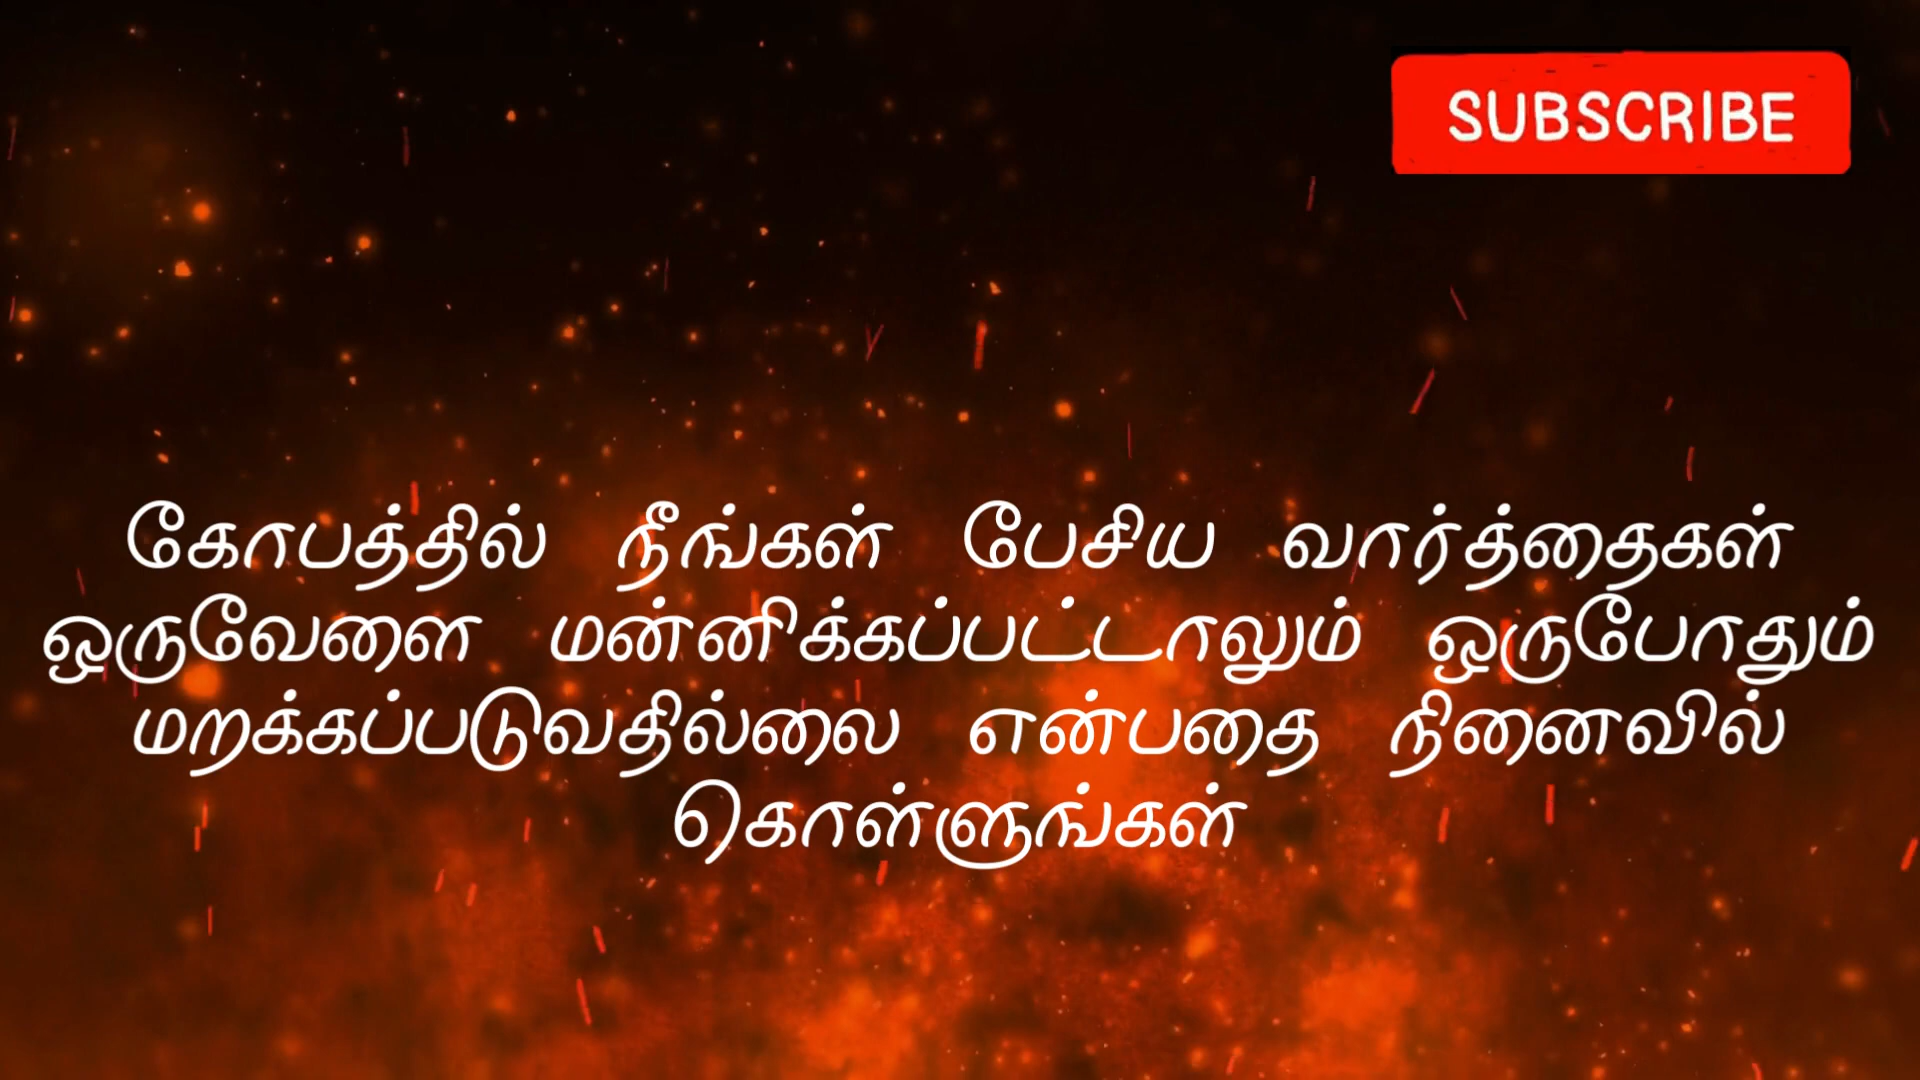 SUBSCRIBE
கோபத்தில் நீங்கள் பேசிய வார்த்தைகள்
ஒருவேளை மன்னிக்கப்பட்டாலும் ஒருபோதும்
மறக்கப்படுவதில்லை என்பதை நினைவில்
கொள்ளுங்கள்